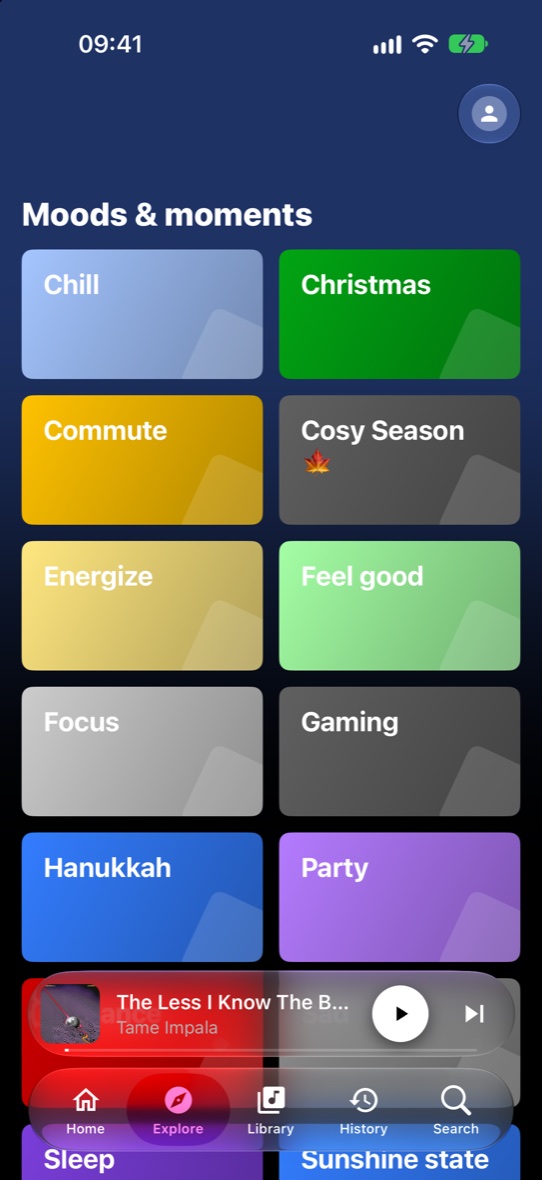 09:41
Moods & moments
Chill
Christmas
Commute
Cosy Season
🍁
Energize
Feel good
Focus
Gaming
Hanukkah
Party
The Less I Know The B...
Tame Impala
Home
Explore
Library
History
Search
Sleep
Sunshine state